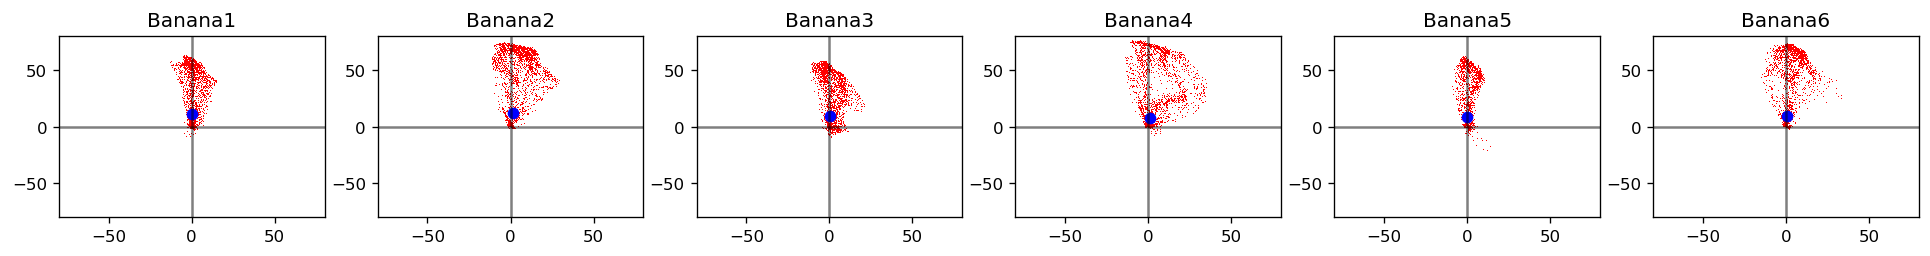 Banana1 Banana2 Banana3 Banana4 Banana5 Banana6
50 50 50 50 50 50
0 0 0 0 0 0
−50 −50 −50 −50 −50 −50
−50 0 50 −50 0 50 −50 0 50 −50 0 50 −50 0 50 −50 0 50